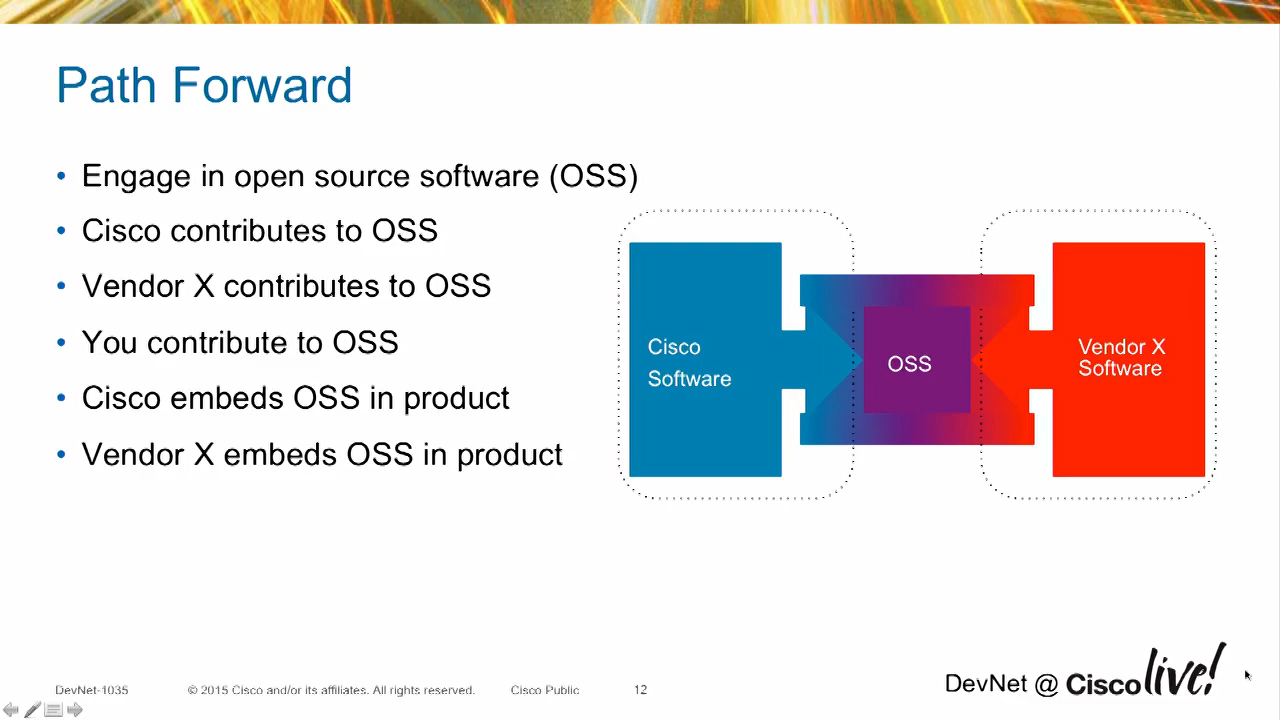 Path Forward
• Engage in open source software (OSS)
• Cisco contributes to OSS
• Vendor X contributes to OSS
• You contribute to OSS
• Cisco embeds OSS in product
• Vendor X embeds OSS in product
Cisco
Software
OSS
Vendor X
Software
DevNet-1035
© 2015 Cisco and/or its affiliates. All rights reserved.
Cisco Public
12
DevNet @ Cisco live!